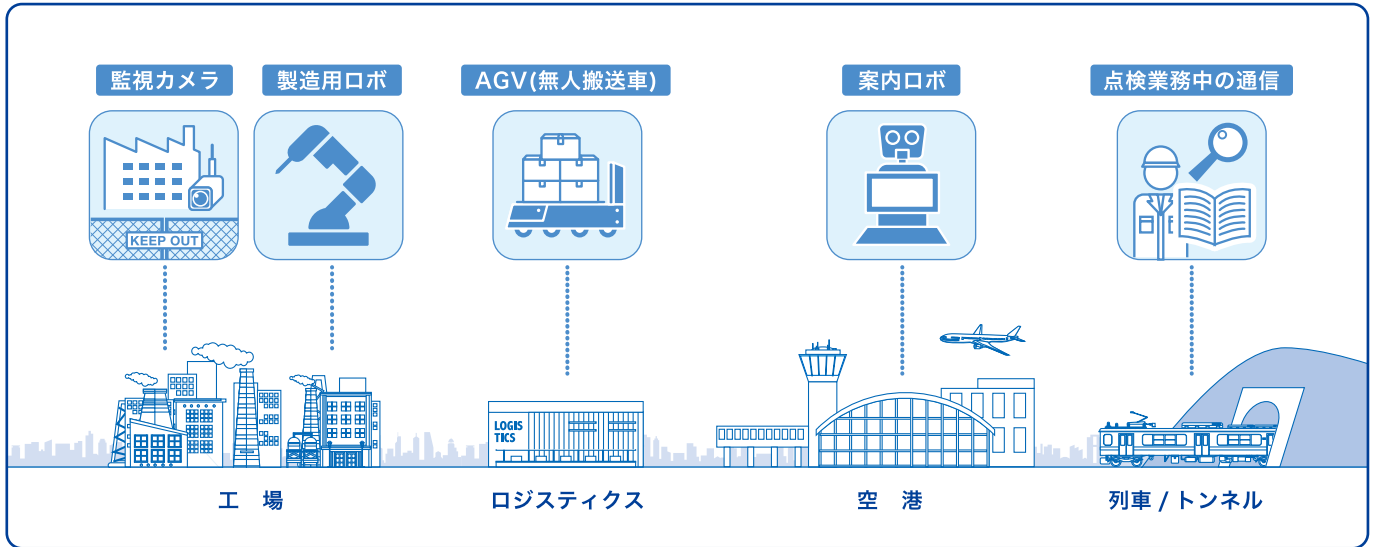 監視カメラ
製造用ロボ
AGV(無人搬送車)
案内ロボ
点検業務中の通信
KEEP OUT
LOGIS
TICS
工　場
ロジスティクス
空　港
列車 / トンネル